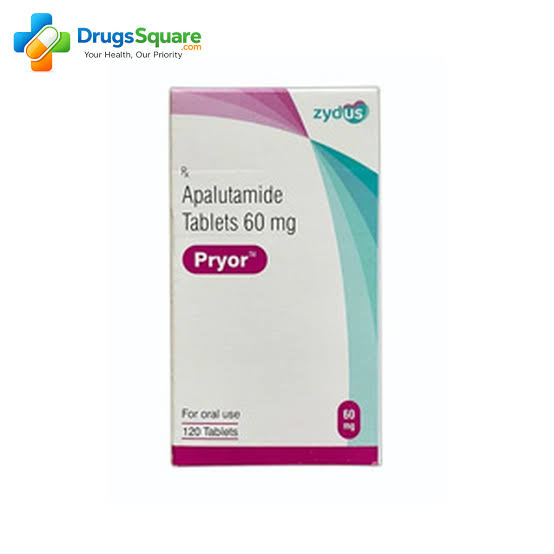 DrugsSquare
.com
Your Health, Our Priority
zydus
Rx
Apalutamide
Tablets 60 mg
Pryor™
For oral use
120 Tablets
60
mg